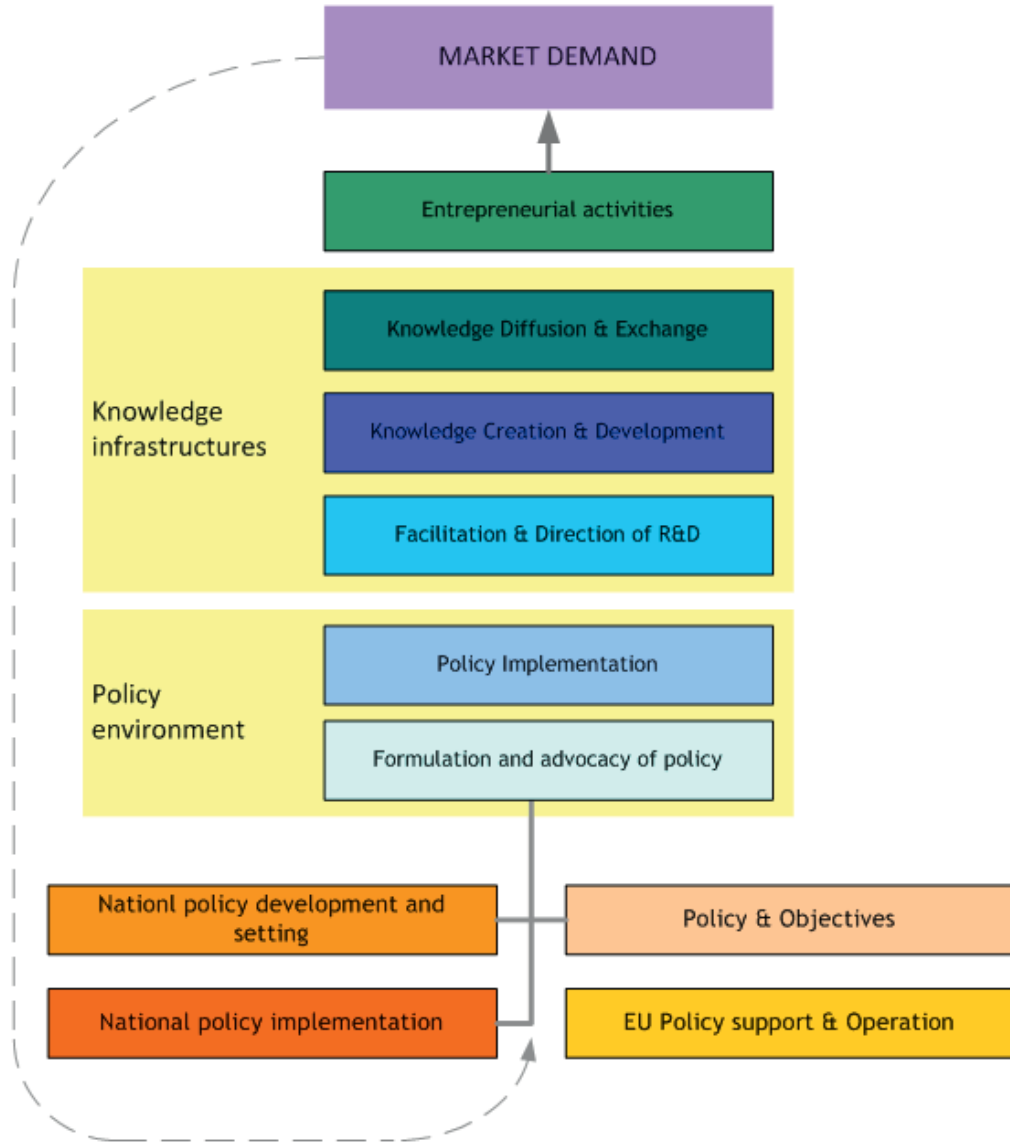 MARKET DEMAND
Entrepreneurial activities
Knowledge Diffusion & Exchange
Knowledge
infrastructures
Knowledge Creation & Development
Facilitation & Direction of R&D
Policy Implementation
Policy
environment
Formulation and advocacy of policy
Nationl policy development and
setting
Policy & Objectives
National policy implementation
EU Policy support & Operation